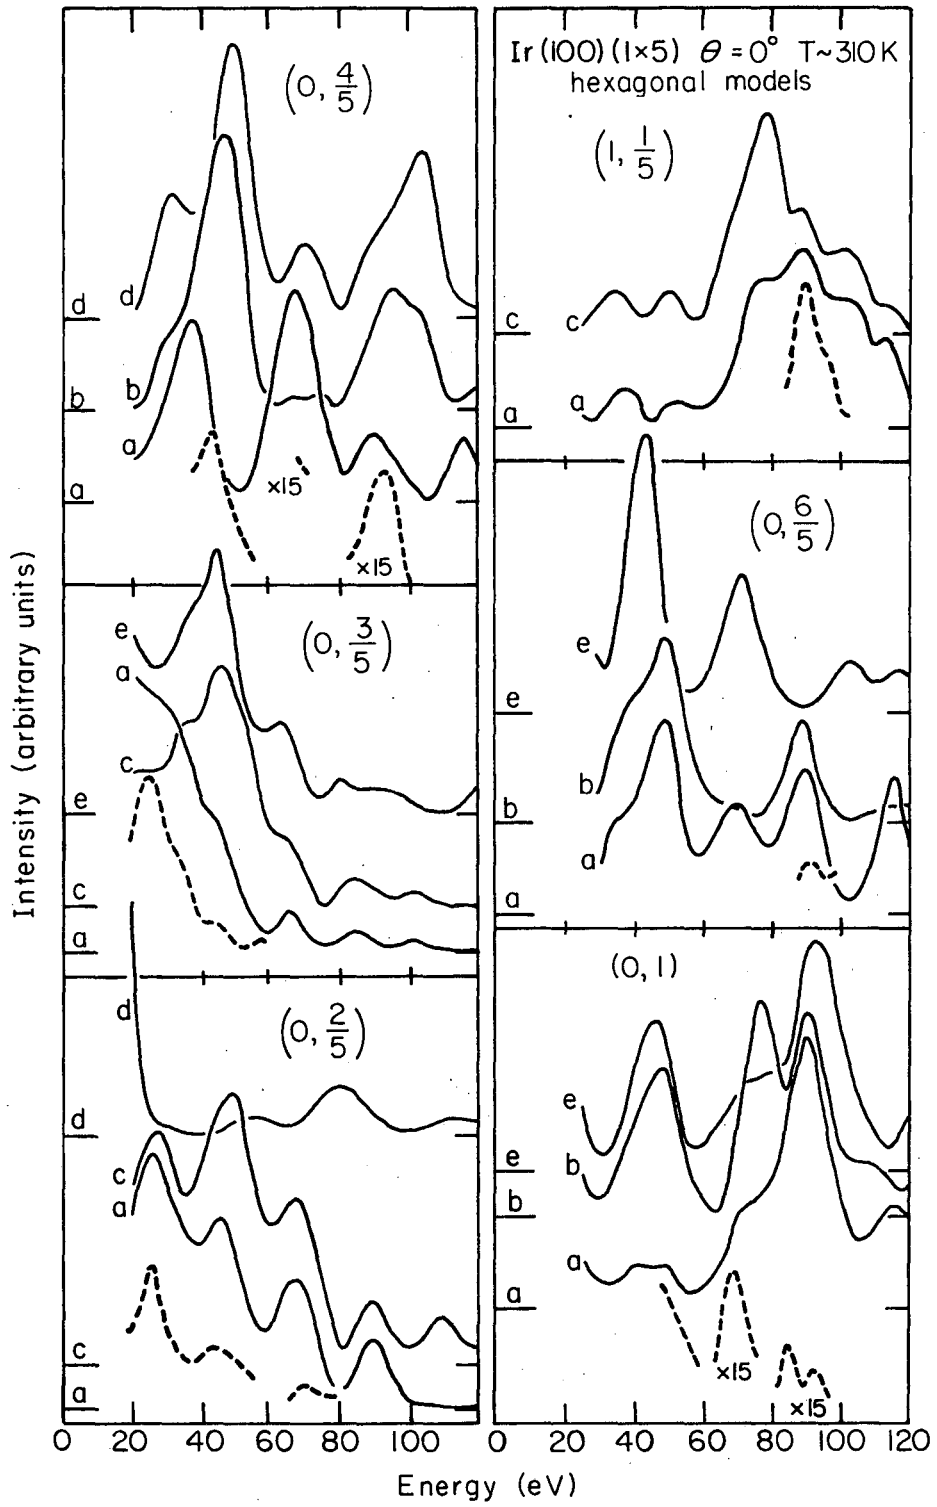 Ir(100)(1×5) θ=0° T~310K
hexagonal models
(0, 4/5)
d
d
b
b
a
a
×15
×15
(0, 3/5)
e
a
c
e
c
a
(0, 2/5)
d
d
c
a
c
a
(1, 1/5)
c
c
a
a
(0, 6/5)
e
e
b
b
a
a
(0, 1)
e
e
b
b
a
a
×15
×15
0 20 40 60 80 100
0 20 40 60 80 100 120
Energy (eV)
Intensity (arbitrary units)